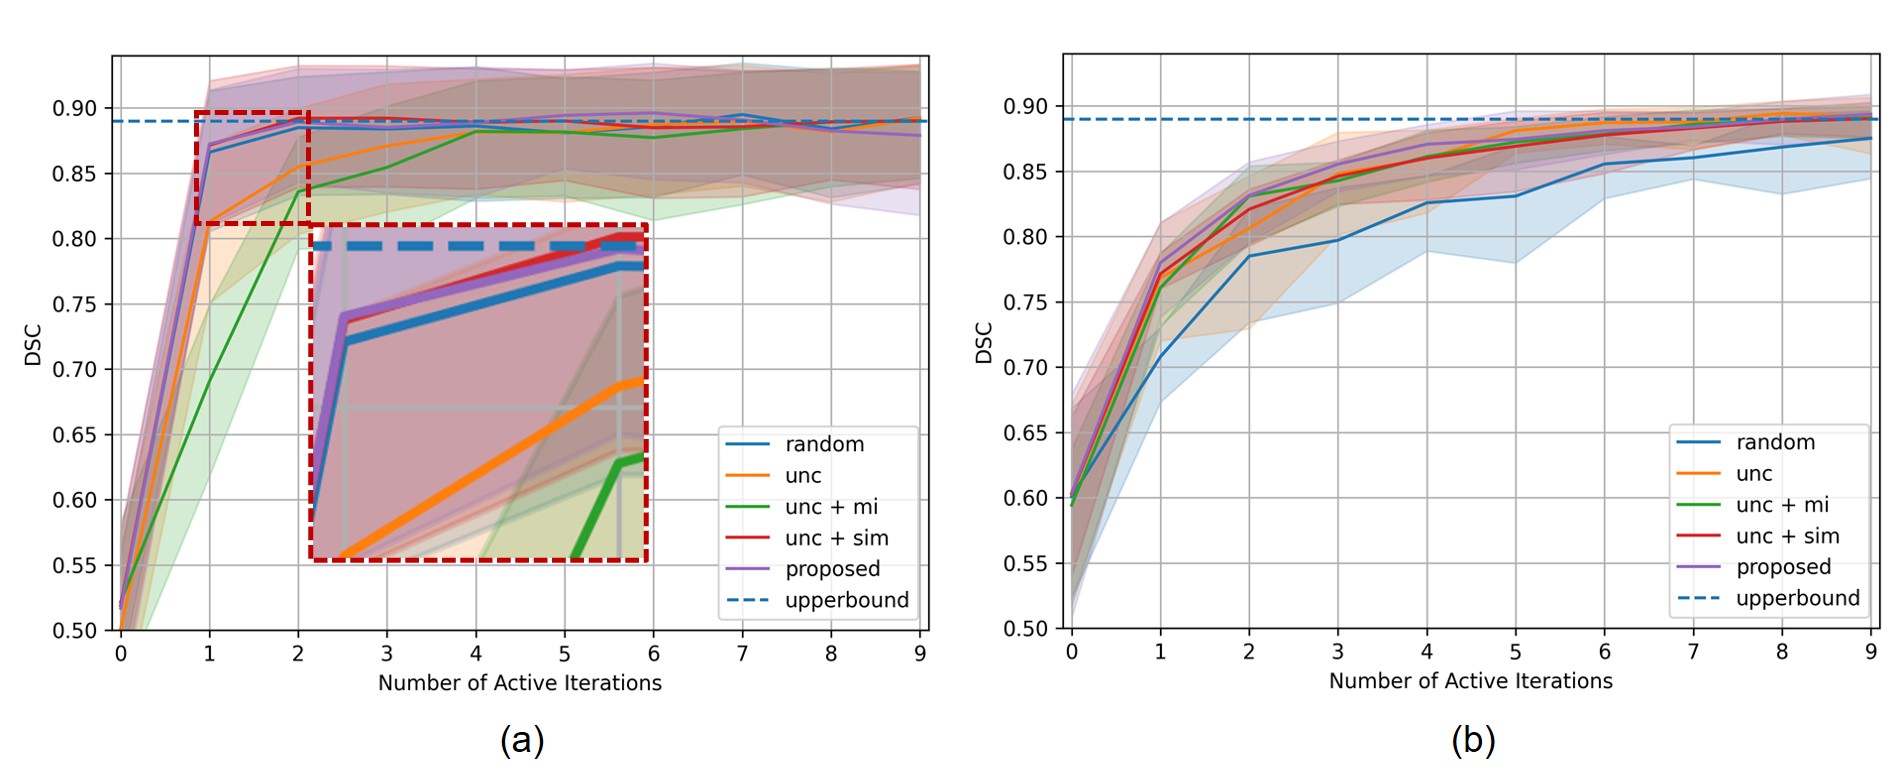 DSC
0.90
0.85
0.80
0.75
0.70
0.65
0.60
0.55
0.50
0 1 2 3 4 5 6 7 8 9
Number of Active Iterations
random
unc
unc + mi
unc + sim
proposed
upperbound
(a)
DSC
0.90
0.85
0.80
0.75
0.70
0.65
0.60
0.55
0.50
0 1 2 3 4 5 6 7 8 9
Number of Active Iterations
random
unc
unc + mi
unc + sim
proposed
upperbound
(b)